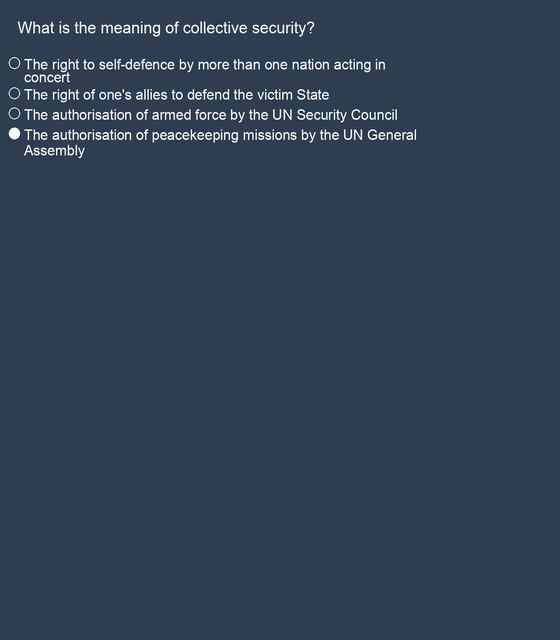 What is the meaning of collective security?
The right to self-defence by more than one nation acting in
concert
The right of one's allies to defend the victim State
The authorisation of armed force by the UN Security Council
The authorisation of peacekeeping missions by the UN General
Assembly